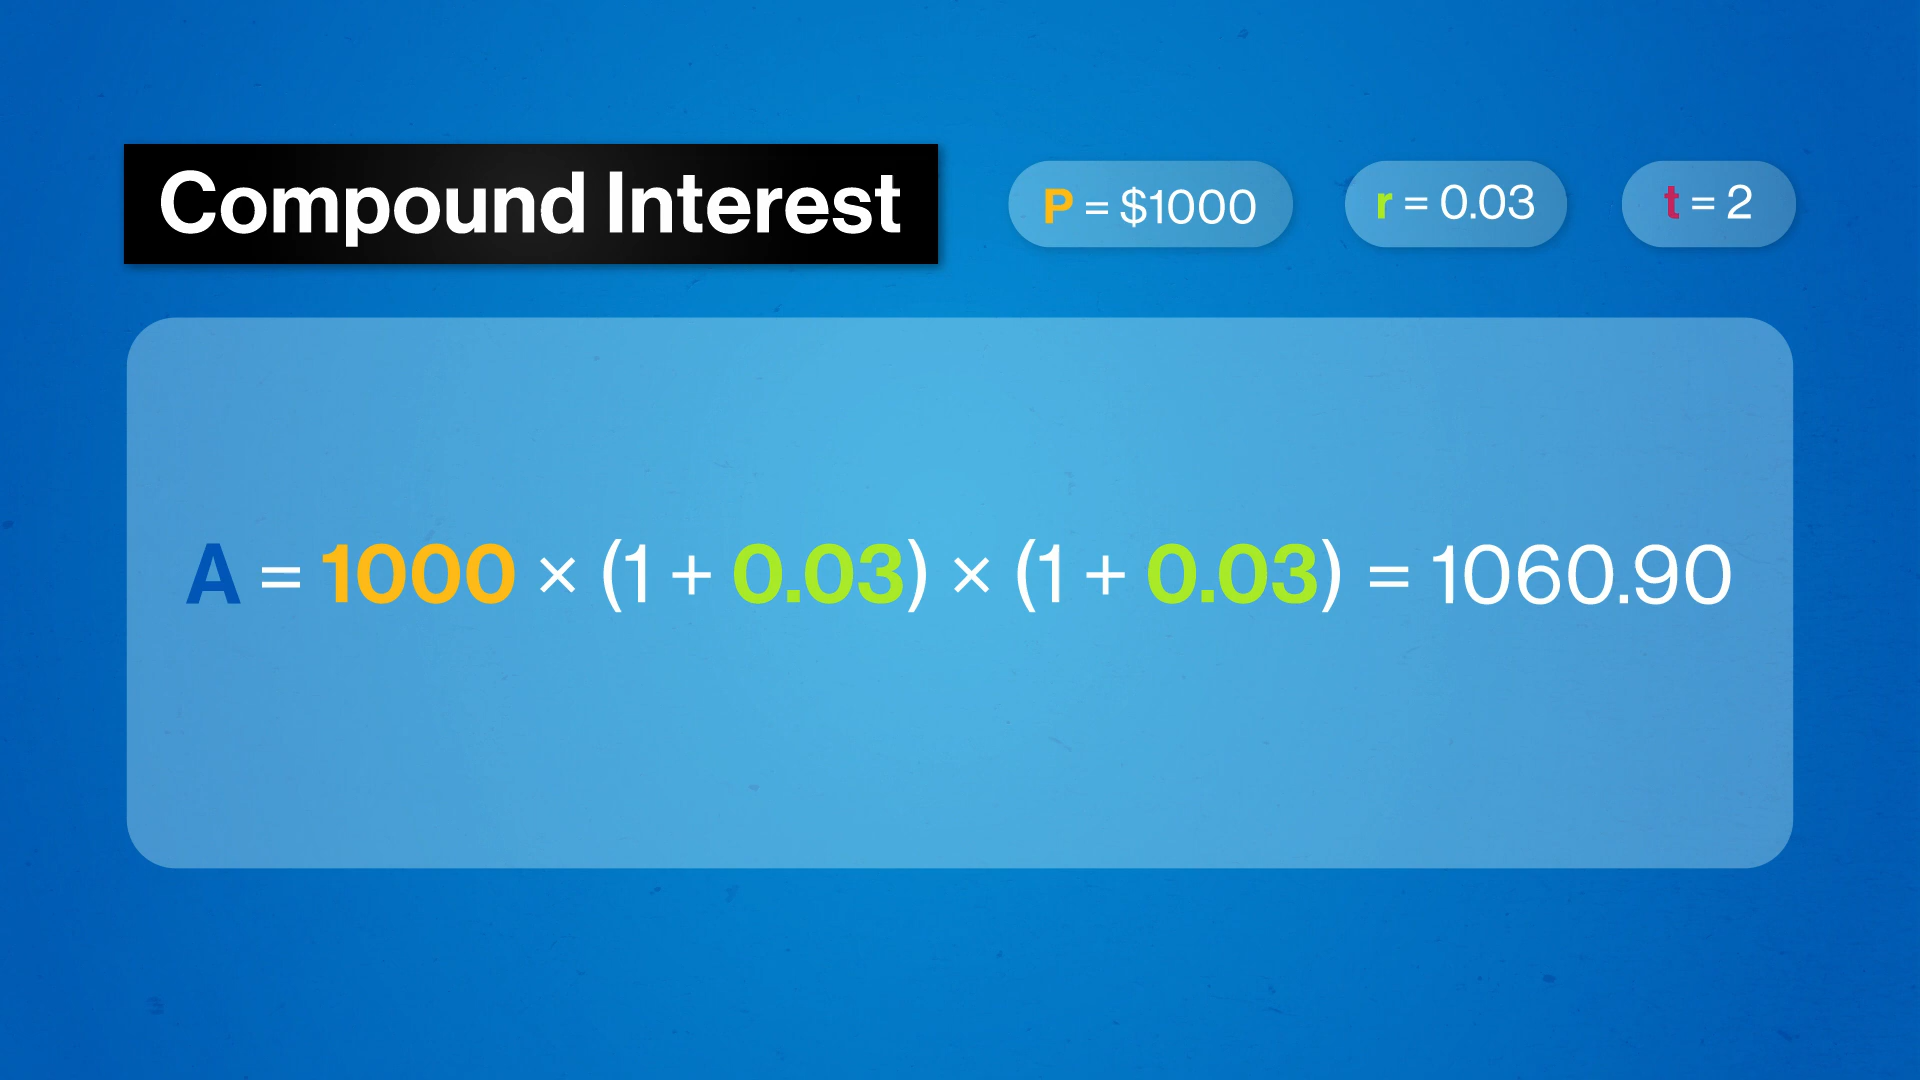 Compound Interest
P = $1000
r = 0.03
t = 2
A = 1000 × (1 + 0.03) × (1 + 0.03) = 1060.90